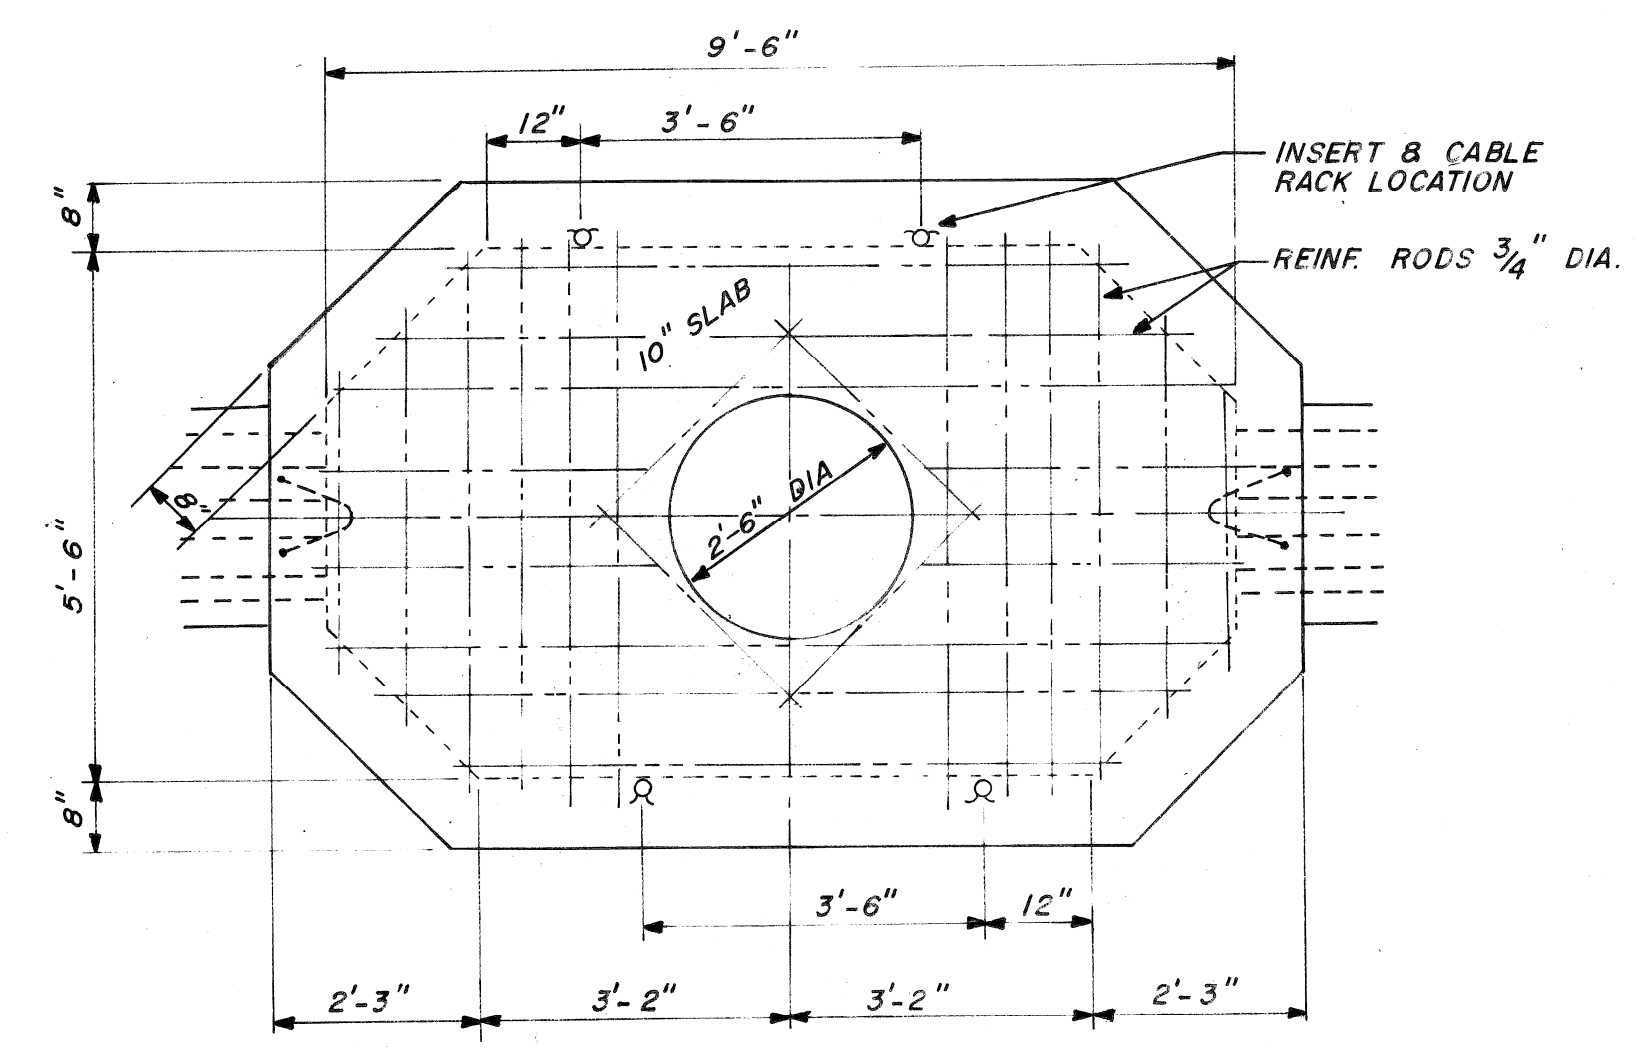 9'-6"
12"
3'-6"
INSERT & CABLE
RACK LOCATION
8"
REINF. RODS 3/4" DIA.
10" SLAB
2'-6" DIA
8"
5'-6"
8"
3'-6"
12"
2'-3"
3'-2"
3'-2"
2'-3"